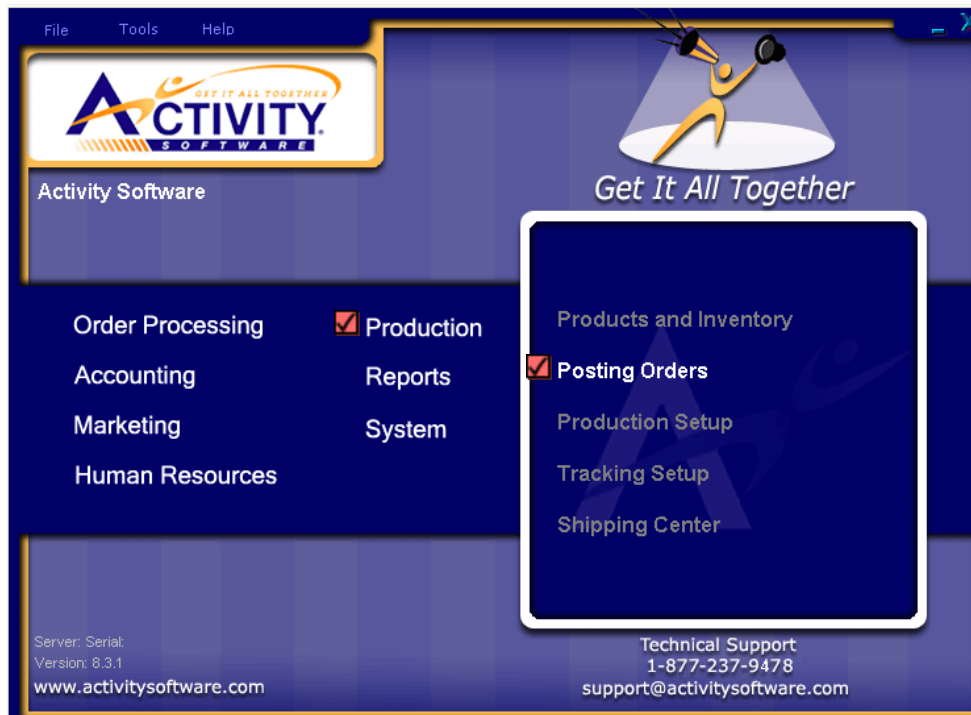 File Tools Help
GET IT ALL TOGETHER
ACTIVITY
SOFTWARE
Activity Software
Get It All Together
Order Processing
Accounting
Marketing
Human Resources
Production
Reports
System
Products and Inventory
Posting Orders
Production Setup
Tracking Setup
Shipping Center
Server: Serial:
Version: 8.3.1
www.activitysoftware.com
Technical Support
1-877-237-9478
support@activitysoftware.com